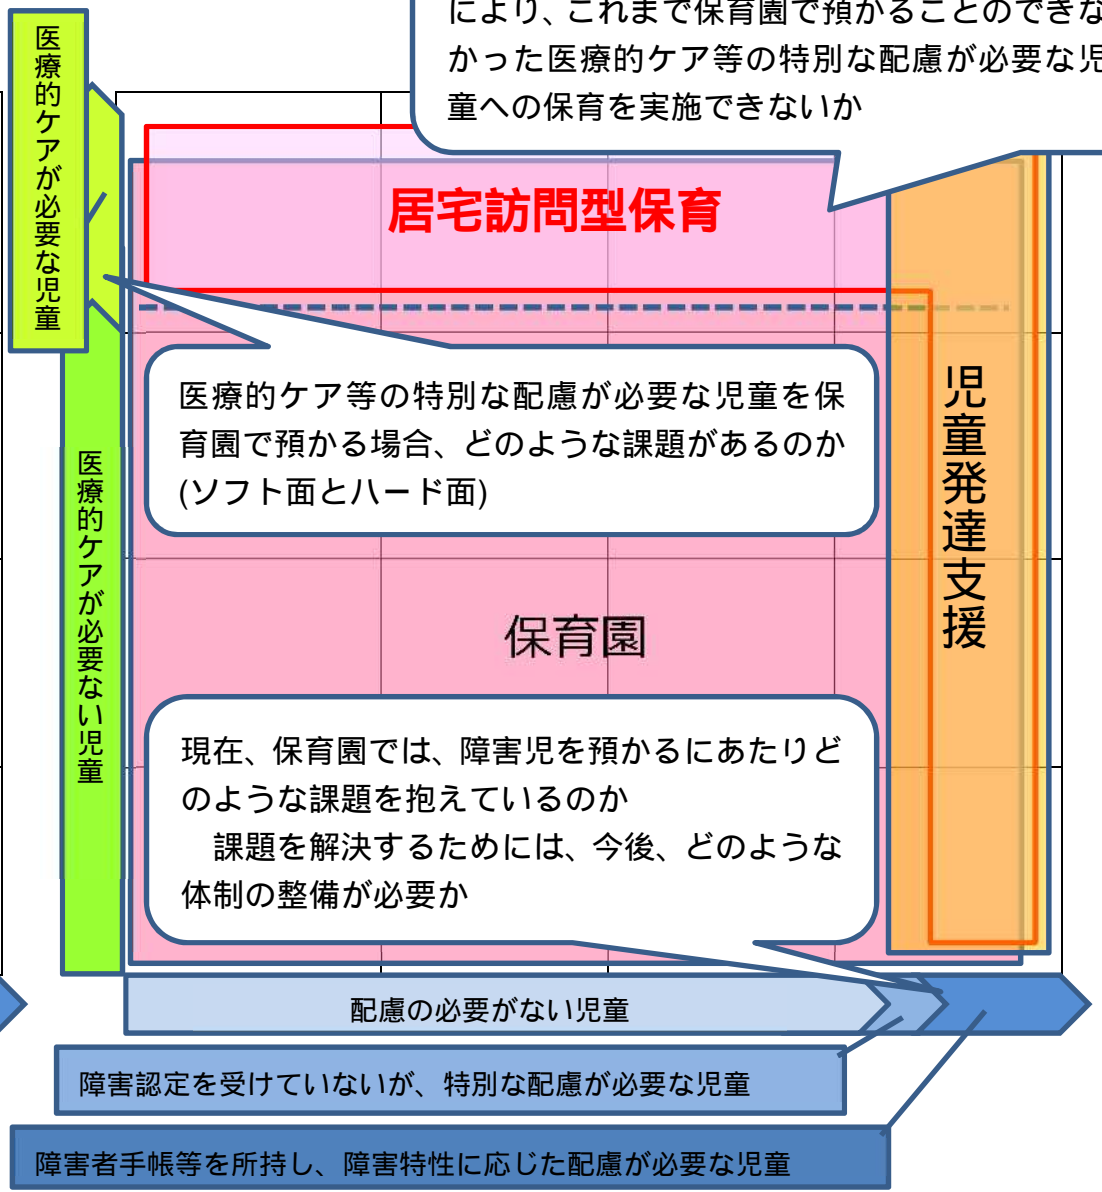 により、これまで保育園で預かることのできな
かった医療的ケア等の特別な配慮が必要な児
童への保育を実施できないか
医療的ケアが必要な児童
居宅訪問型保育
医療的ケア等の特別な配慮が必要な児童を保
育園で預かる場合、どのような課題があるのか
(ソフト面とハード面)
児童発達支援
医療的ケアが必要ない児童
保育園
現在、保育園では、障害児を預かるにあたりど
のような課題を抱えているのか
課題を解決するためには、今後、どのような
体制の整備が必要か
配慮の必要がない児童
障害認定を受けていないが、特別な配慮が必要な児童
障害者手帳等を所持し、障害特性に応じた配慮が必要な児童